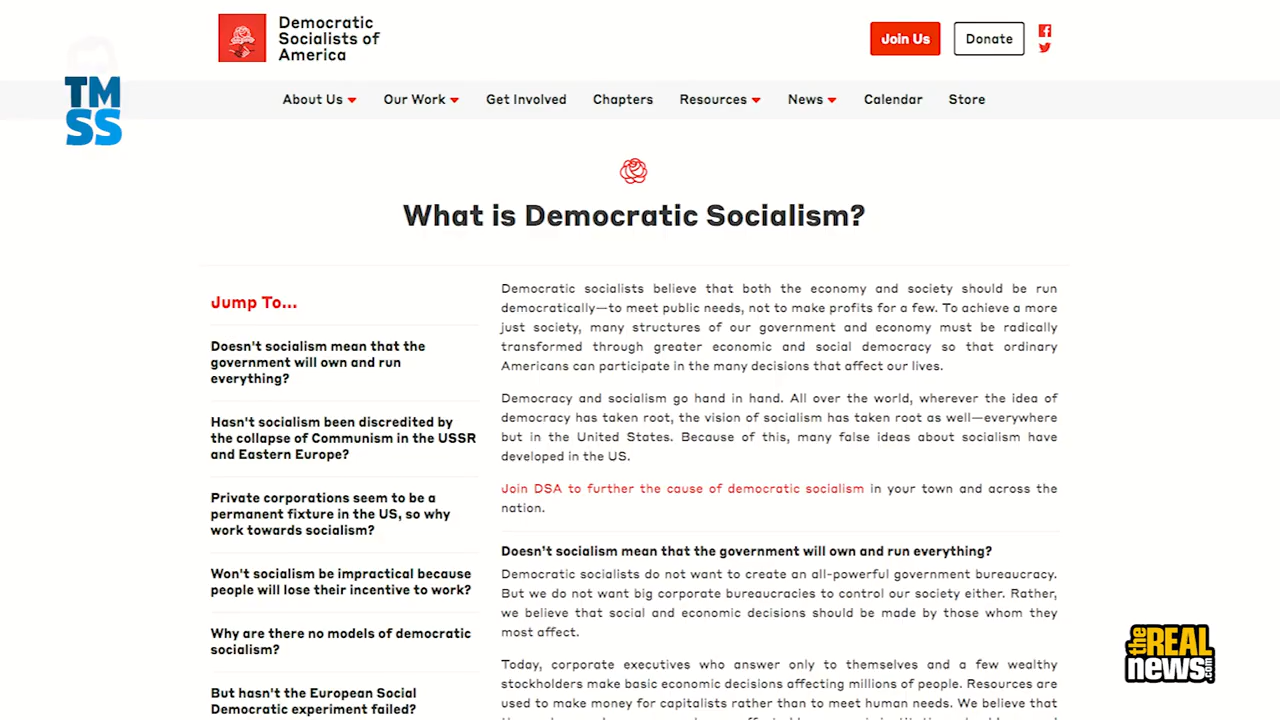 Democratic
Socialists of
America
Join Us
Donate
TM
SS
About Us
Our Work
Get Involved
Chapters
Resources
News
Calendar
Store
What is Democratic Socialism?
Jump To...
Doesn't socialism mean that the
government will own and run
everything?
Hasn't socialism been discredited by
the collapse of Communism in the USSR
and Eastern Europe?
Private corporations seem to be a
permanent fixture in the US, so why
work towards socialism?
Won't socialism be impractical because
people will lose their incentive to work?
Why are there no models of democratic
socialism?
But hasn't the European Social
Democratic experiment failed?
Democratic socialists believe that both the economy and society should be run
democratically—to meet public needs, not to make profits for a few. To achieve a more
just society, many structures of our government and economy must be radically
transformed through greater economic and social democracy so that ordinary
Americans can participate in the many decisions that affect our lives.
Democracy and socialism go hand in hand. All over the world, wherever the idea of
democracy has taken root, the vision of socialism has taken root as well—everywhere
but in the United States. Because of this, many false ideas about socialism have
developed in the US.
Join DSA to further the cause of democratic socialism in your town and across the
nation.
Doesn't socialism mean that the government will own and run everything?
Democratic socialists do not want to create an all-powerful government bureaucracy.
But we do not want big corporate bureaucracies to control our society either. Rather,
we believe that social and economic decisions should be made by those whom they
most affect.
Today, corporate executives who answer only to themselves and a few wealthy
stockholders make basic economic decisions affecting millions of people. Resources are
used to make money for capitalists rather than to meet human needs. We believe that
the REAL
news.com